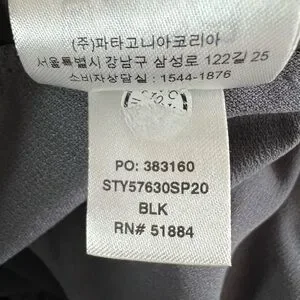 (주)파타고니아코리아
서울특별시 강남구 삼성로 122길 25
소비자상담실 : 1544-1876
PO: 383160
STY57630SP20
BLK
RN# 51884